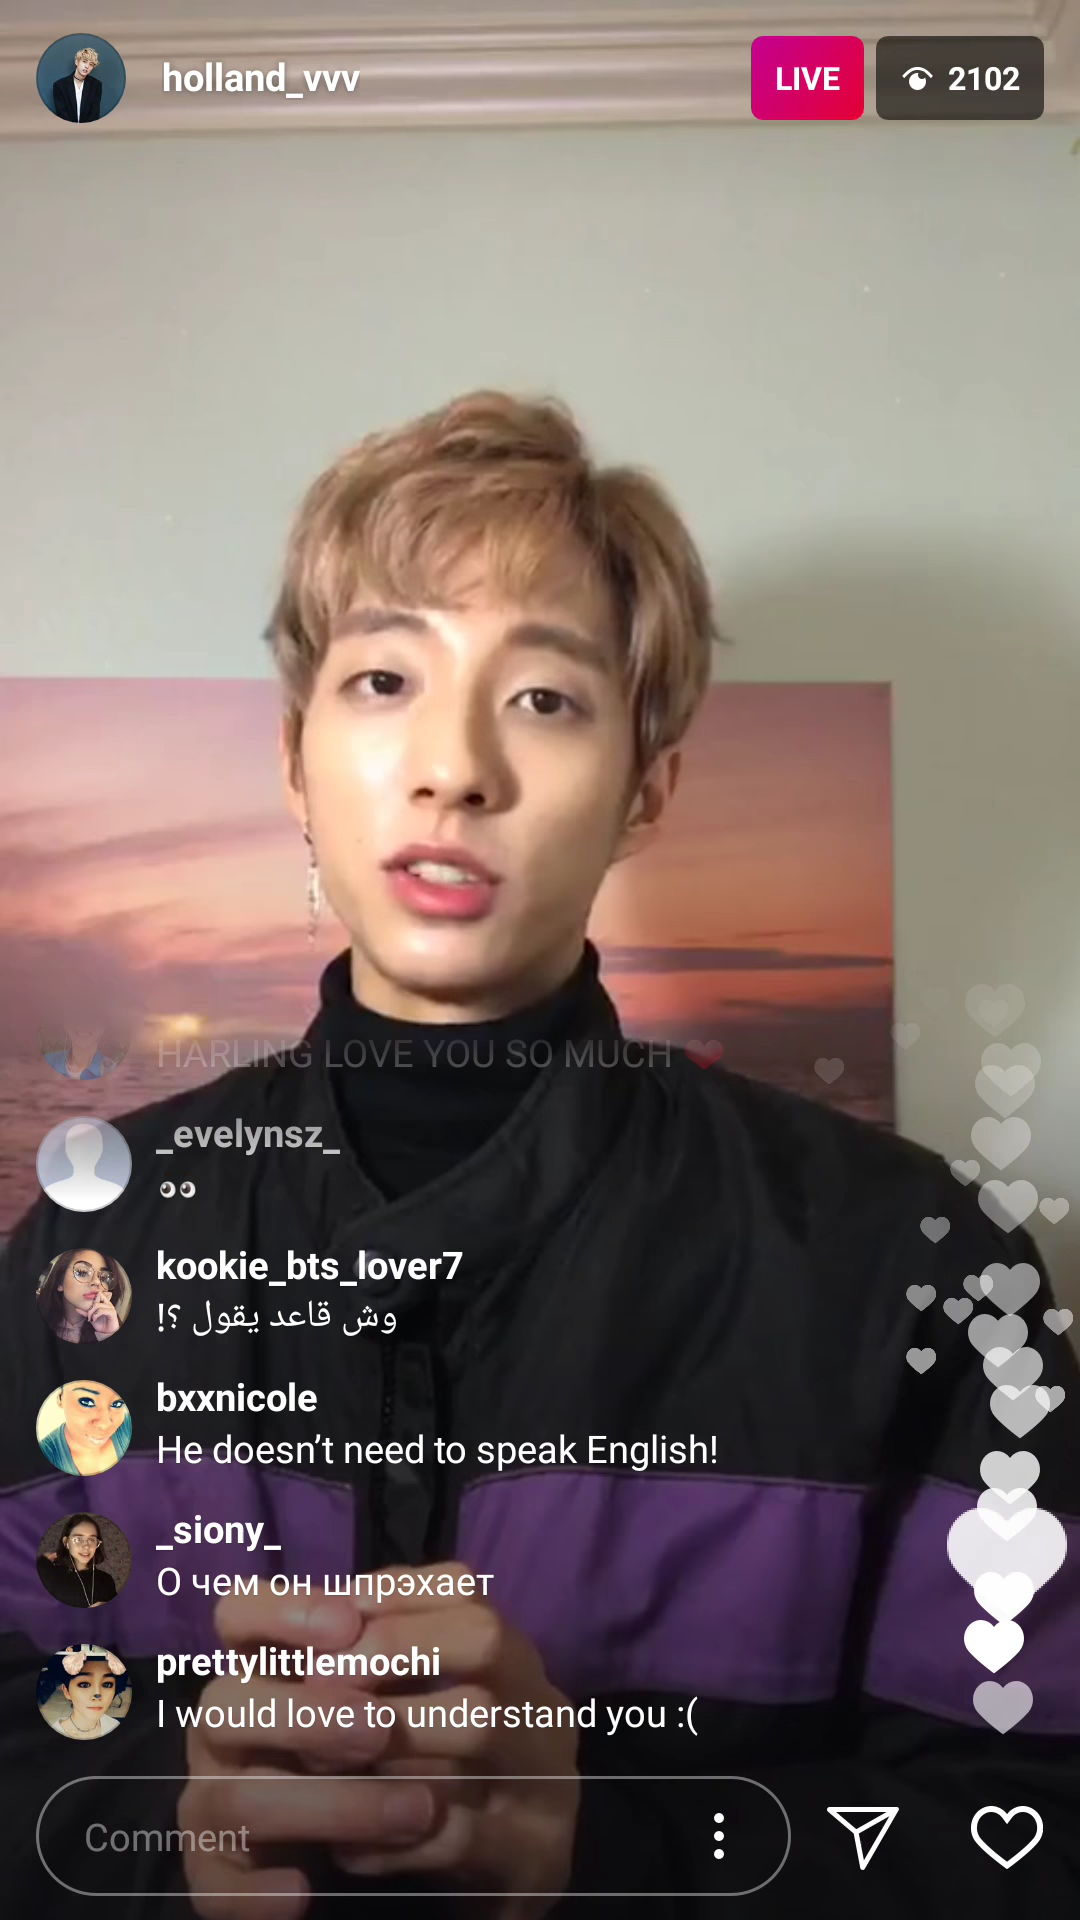 holland_vvv
LIVE
2102
HARLING LOVE YOU SO MUCH ❤
_evelynsz_
👀
kookie_bts_lover7
وش قاعد يقول ؟!
bxxnicole
He doesn’t need to speak English!
_siony_
О чем он шпрэхает
prettylittlemochi
I would love to understand you :(
Comment